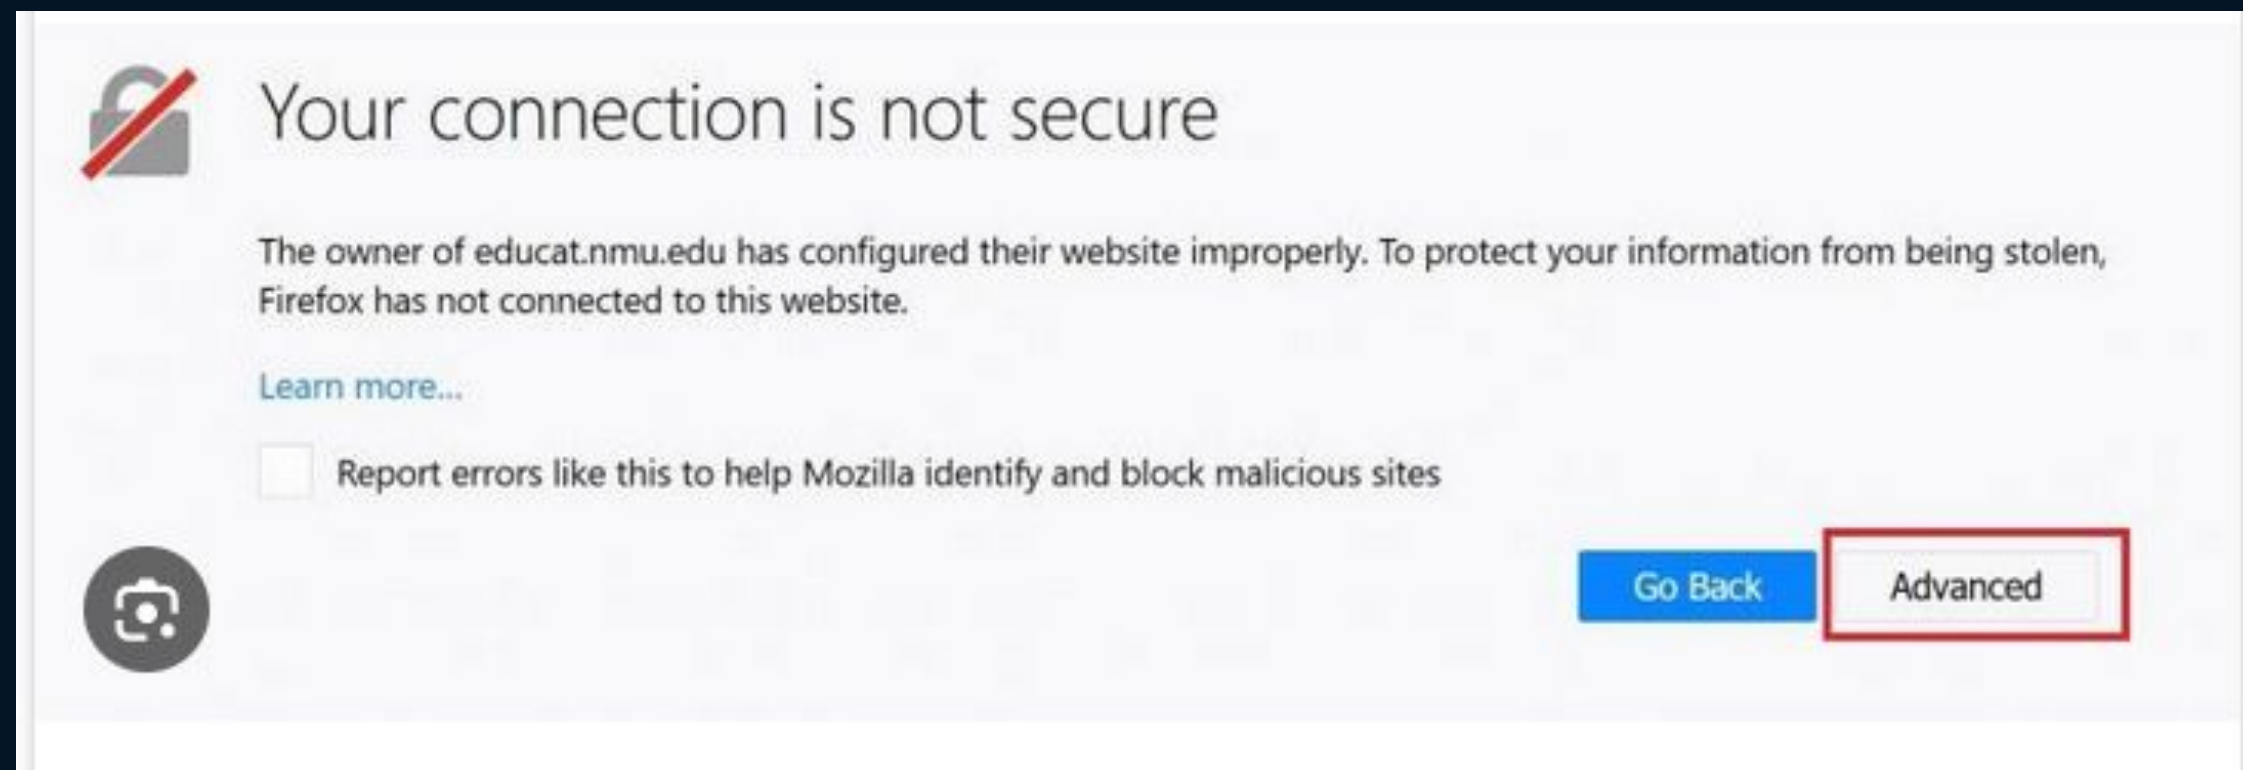 Your connection is not secure
The owner of educat.nmu.edu has configured their website improperly. To protect your information from being stolen,
Firefox has not connected to this website.
Learn more...
Report errors like this to help Mozilla identify and block malicious sites
Go Back
Advanced